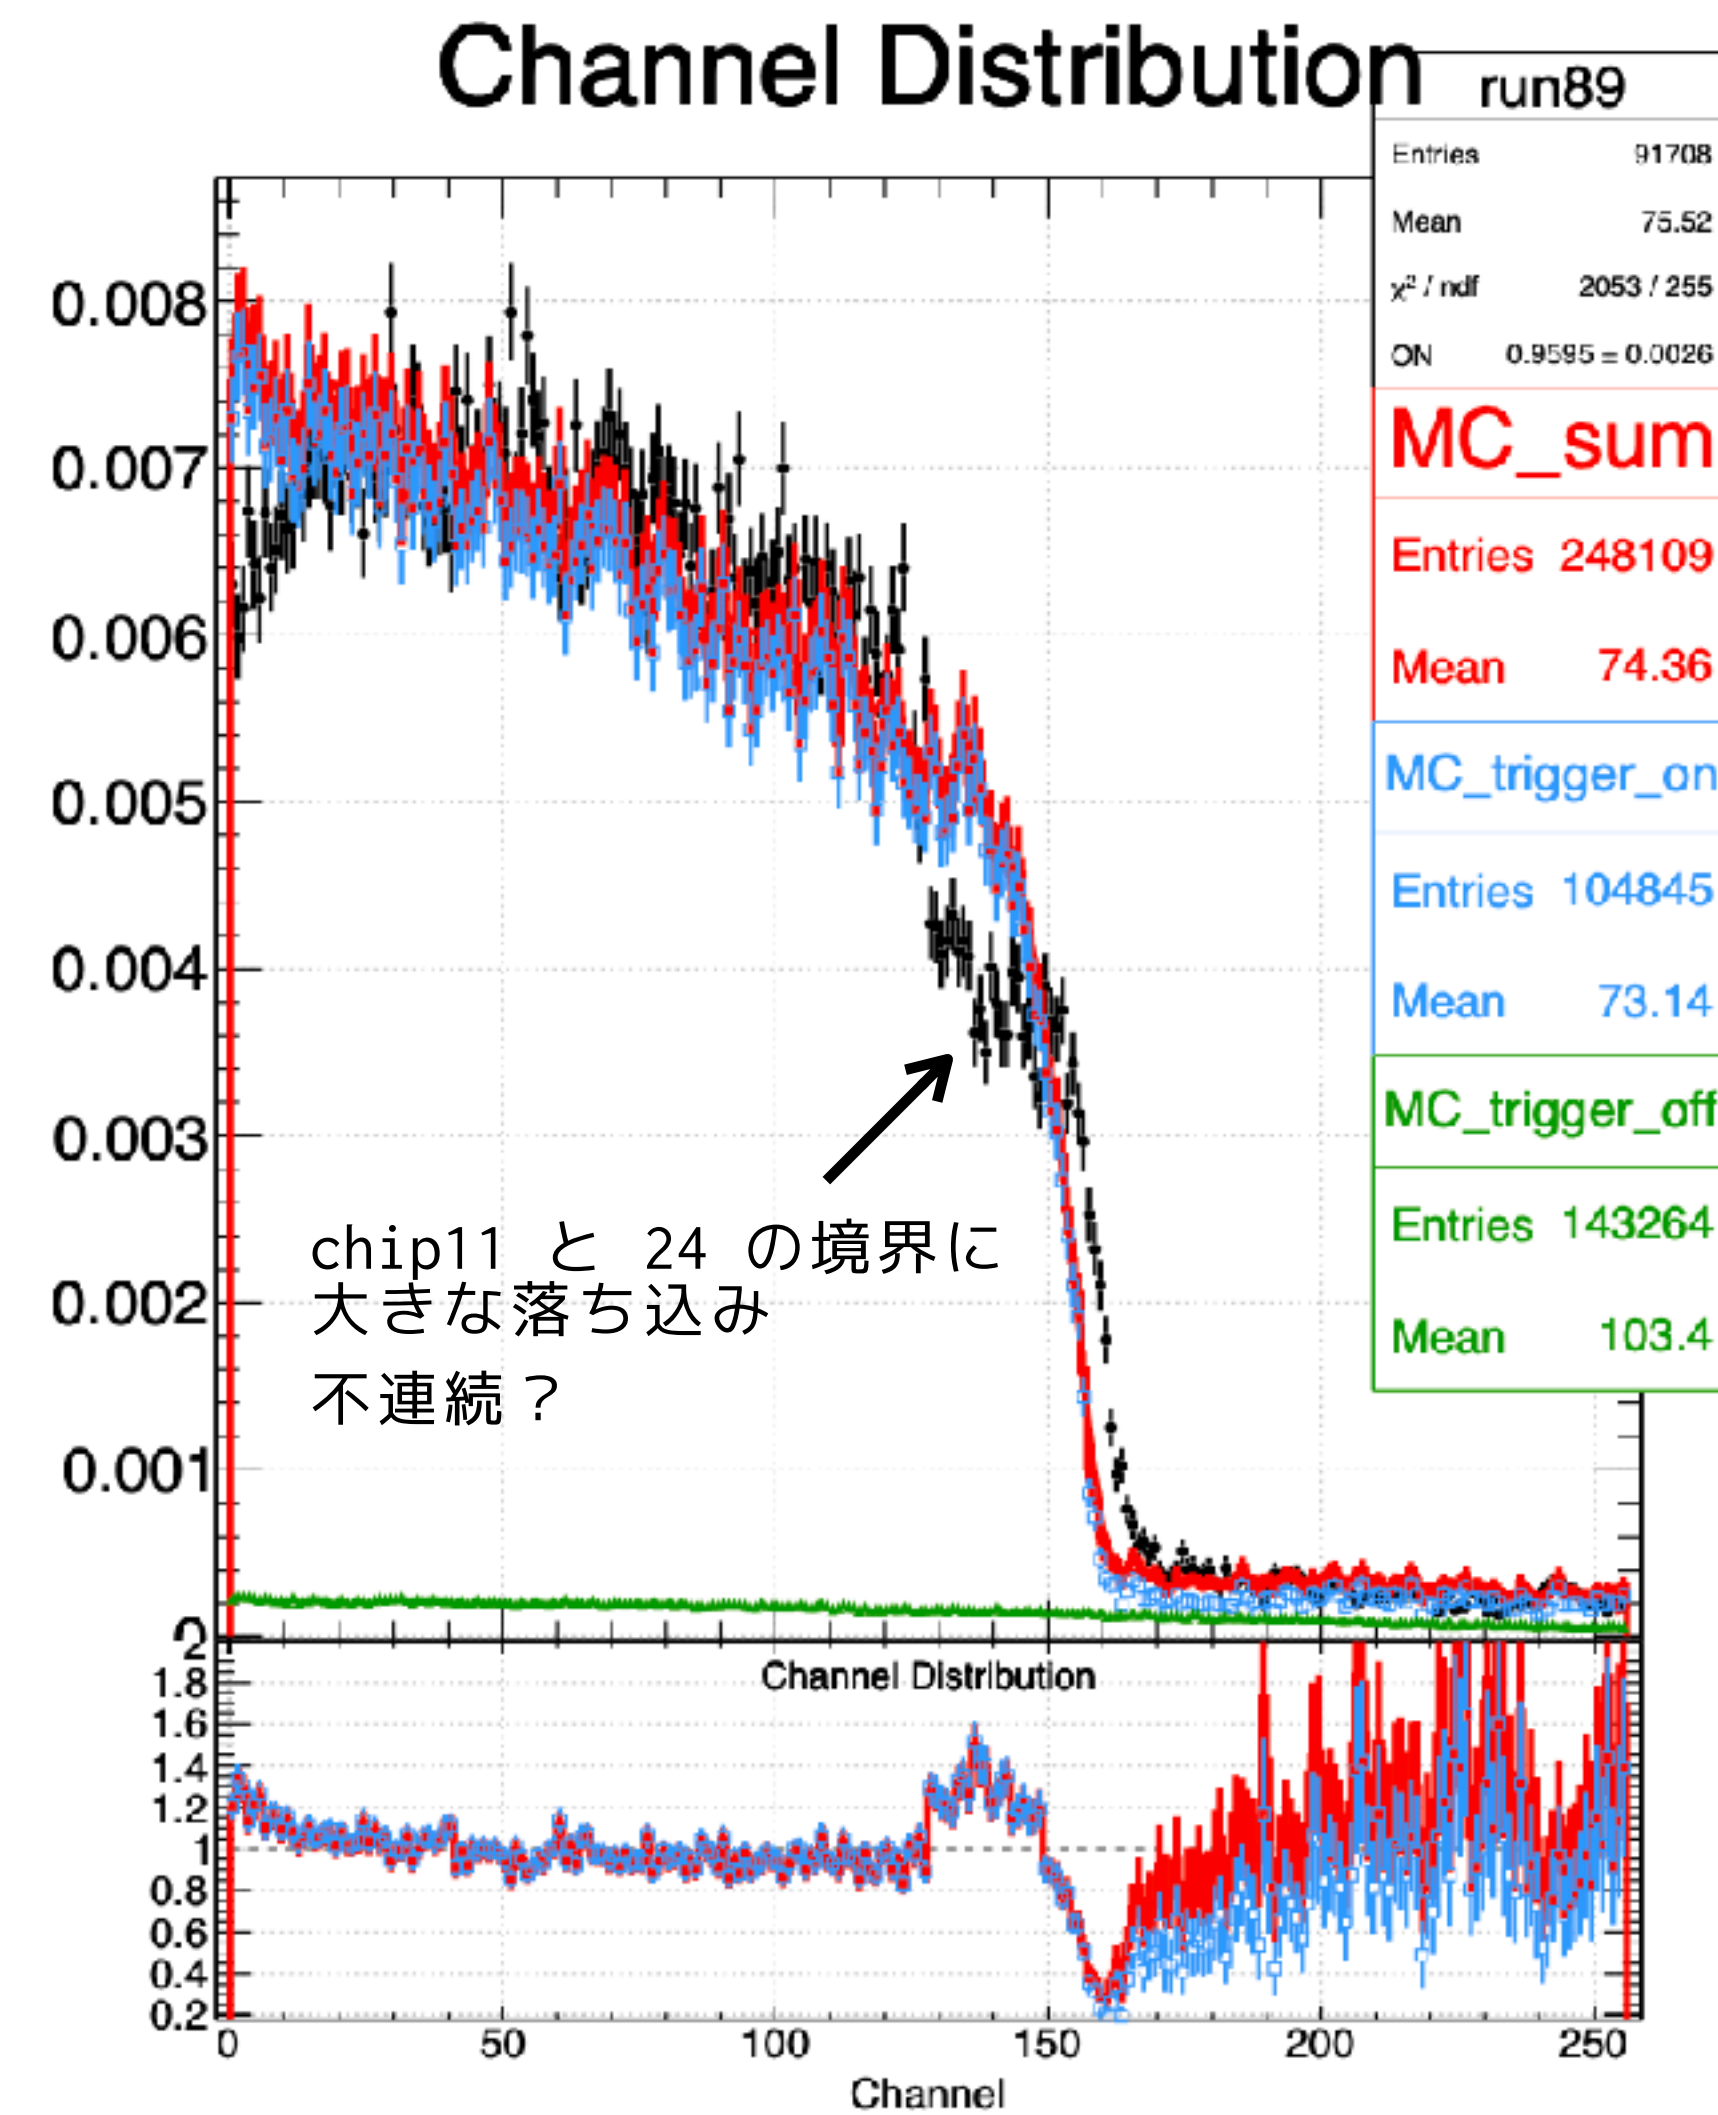 Channel Distribution
run89
Entries 91708
Mean 75.52
χ² / ndf 2053 / 255
ON 0.9595 ± 0.0026
MC_sum
Entries 248109
Mean 74.36
MC_trigger_on
Entries 104845
Mean 73.14
MC_trigger_off
Entries 143264
Mean 103.4
0.008
0.007
0.006
0.005
0.004
0.003
0.002
0.001
0
chip11 と 24 の境界に
大きな落ち込み
不連続？
Channel Distribution
2
1.8
1.6
1.4
1.2
1
0.8
0.6
0.4
0.2
0 50 100 150 200 250
Channel